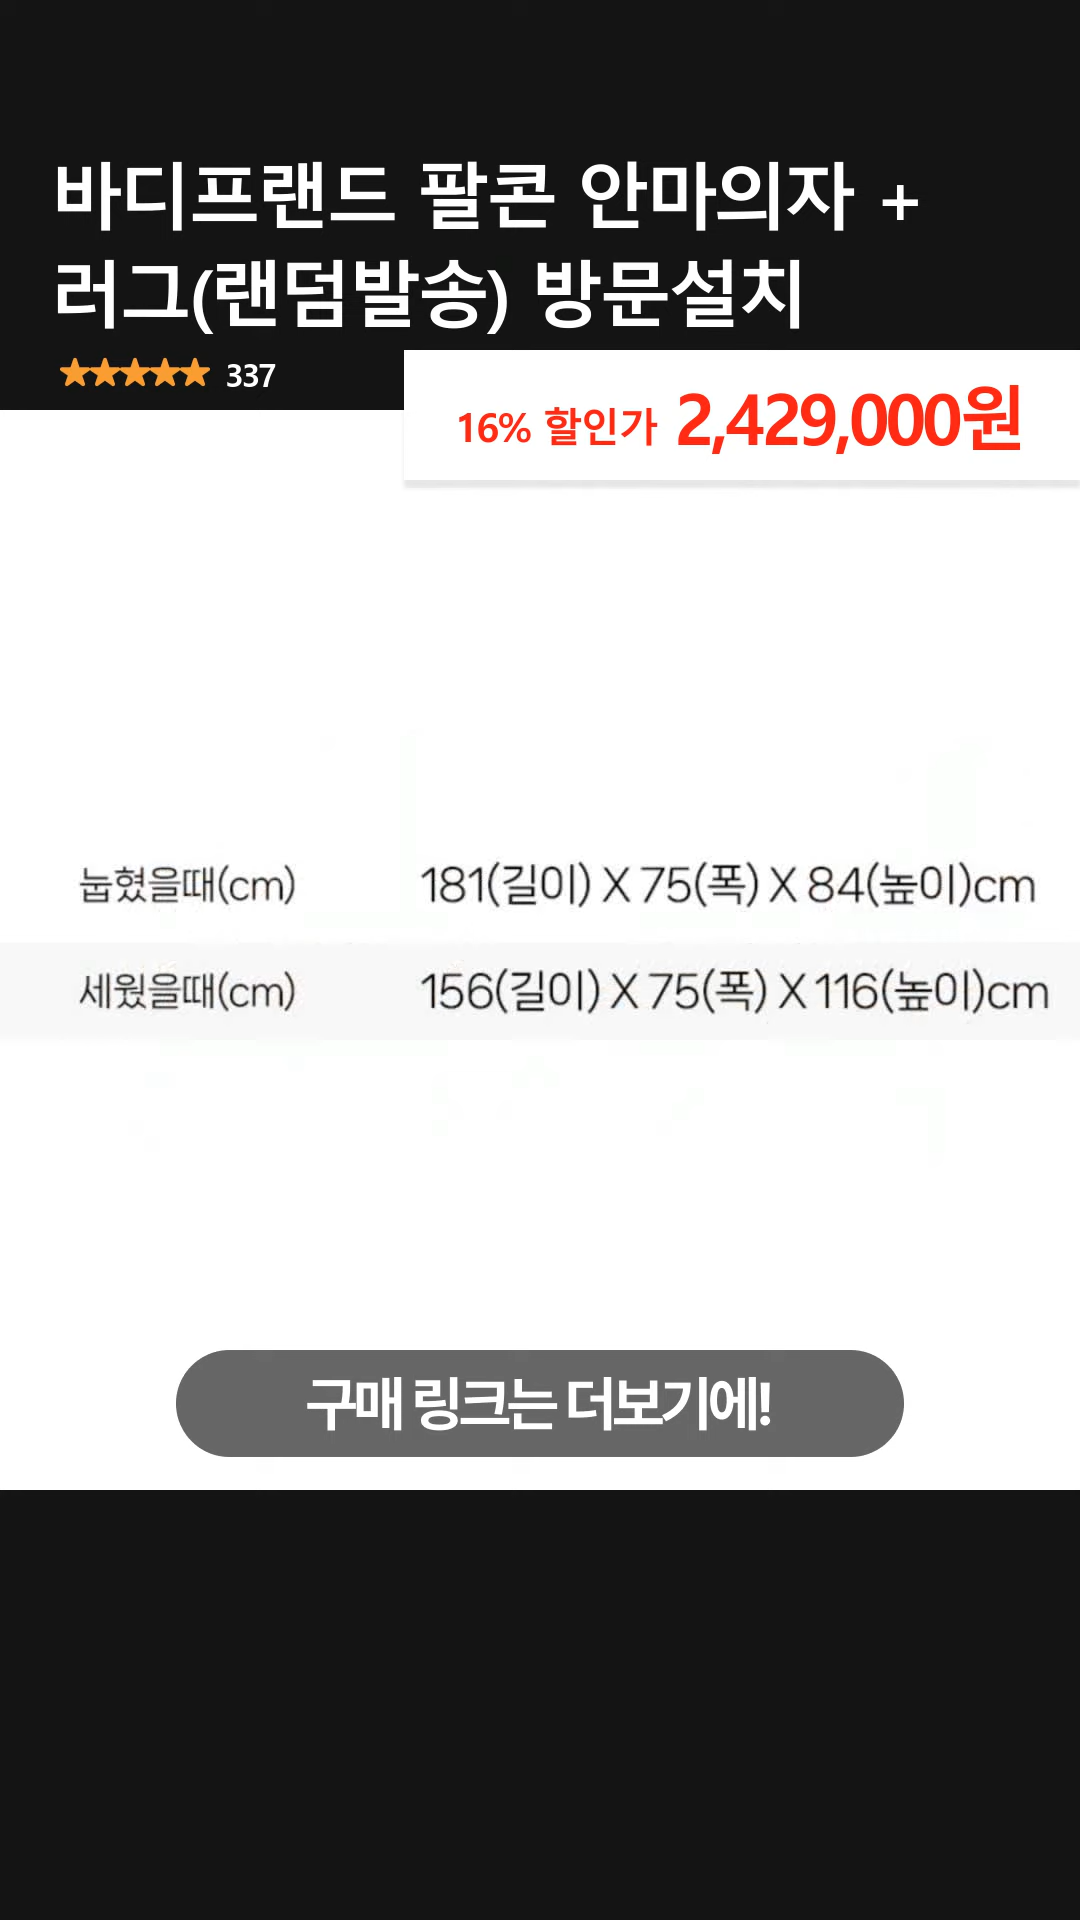 바디프랜드 팔콘 안마의자 +
러그(랜덤발송) 방문설치
337
16% 할인가 2,429,000원
눕혔을때(cm) 181(길이) X 75(폭) X 84(높이)cm
세웠을때(cm) 156(길이) X 75(폭) X 116(높이)cm
구매 링크는 더보기에!